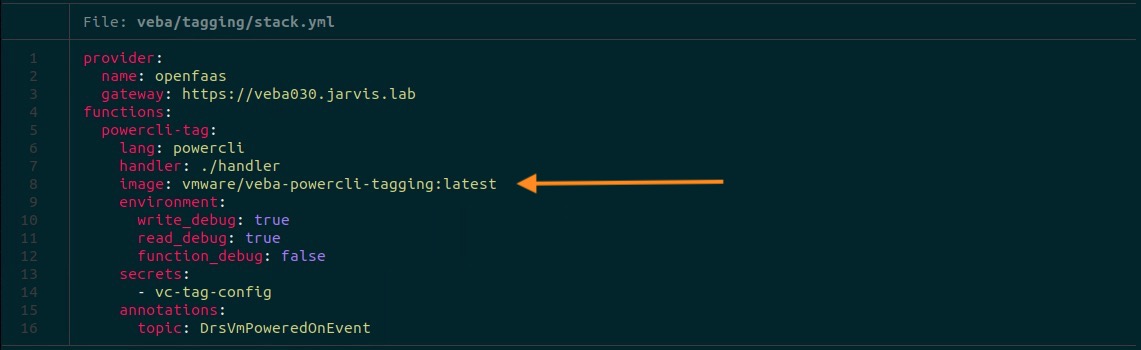 File: veba/tagging/stack.yml
1 provider:
2   name: openfaas
3   gateway: https://veba030.jarvis.lab
4 functions:
5   powercli-tag:
6     lang: powercli
7     handler: ./handler
8     image: vmware/veba-powercli-tagging:latest
9     environment:
10       write_debug: true
11       read_debug: true
12       function_debug: false
13     secrets:
14       - vc-tag-config
15     annotations:
16       topic: DrsVmPoweredOnEvent